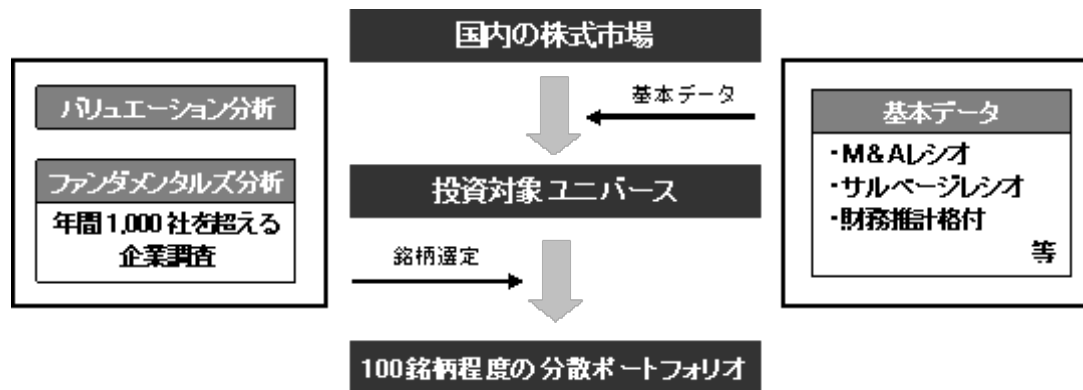 国内の株式市場
バリュエーション分析
ファンダメンタルズ分析
年間1,000社を超える
企業調査
基本データ
基本データ
・M&Aレシオ
・サルベージレシオ
・財務推計格付
等
投資対象ユニバース
銘柄選定
100銘柄程度の分散ポートフォリオ